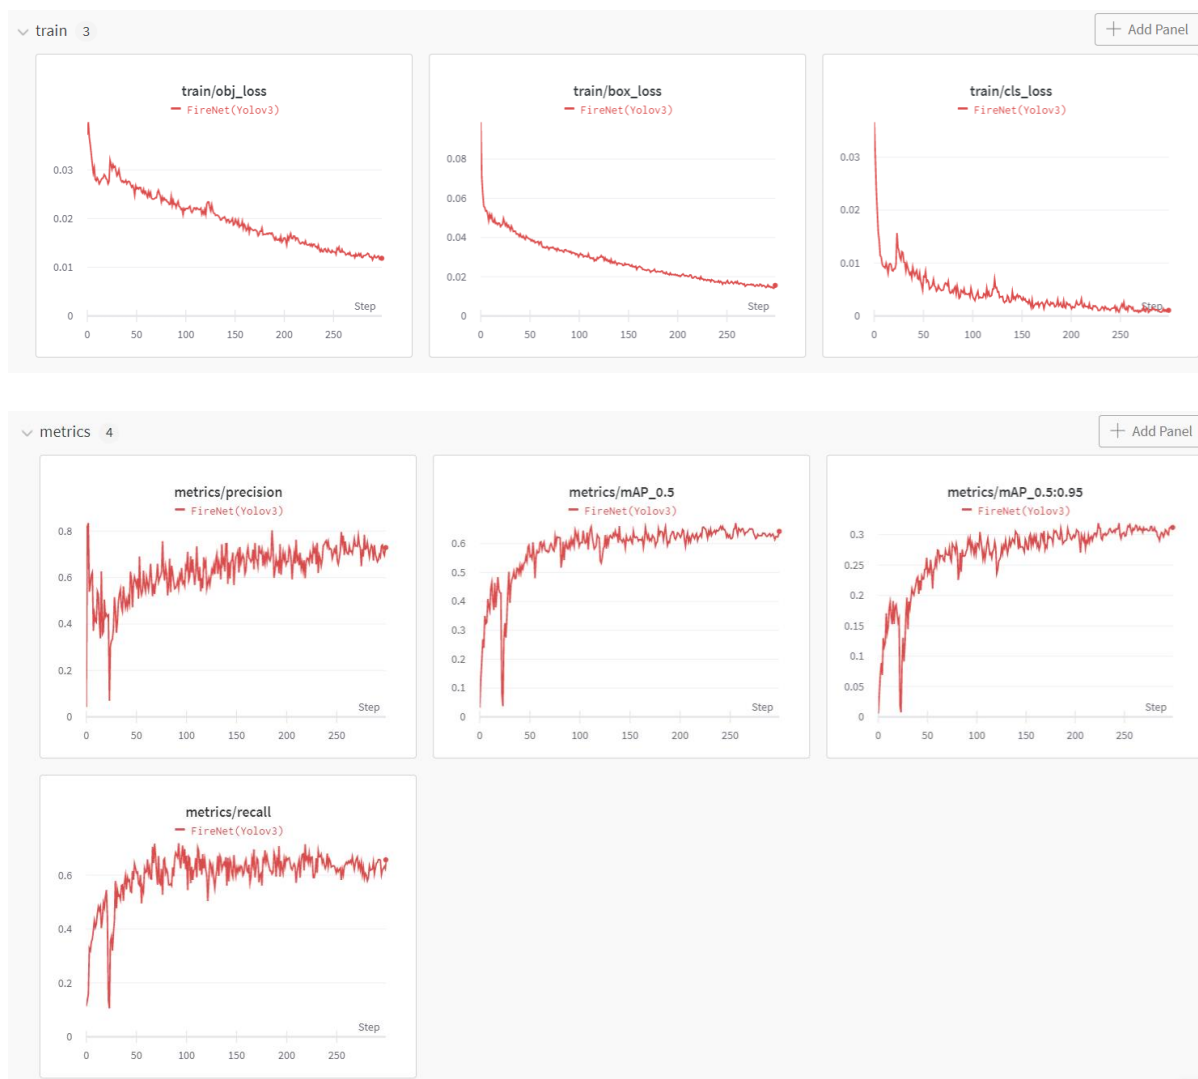 train 3
+ Add Panel
train/obj_loss
FireNet(Yolov3)
0.03
0.02
0.01
0
Step
0 50 100 150 200 250
train/box_loss
FireNet(Yolov3)
0.08
0.06
0.04
0.02
0
Step
0 50 100 150 200 250
train/cls_loss
FireNet(Yolov3)
0.03
0.02
0.01
0
Step
0 50 100 150 200 250
metrics 4
+ Add Panel
metrics/precision
FireNet(Yolov3)
0.8
0.6
0.4
0.2
0
Step
0 50 100 150 200 250
metrics/mAP_0.5
FireNet(Yolov3)
0.6
0.5
0.4
0.3
0.2
0.1
0
Step
0 50 100 150 200 250
metrics/mAP_0.5:0.95
FireNet(Yolov3)
0.3
0.25
0.2
0.15
0.1
0.05
0
Step
0 50 100 150 200 250
metrics/recall
FireNet(Yolov3)
0.6
0.4
0.2
0
Step
0 50 100 150 200 250